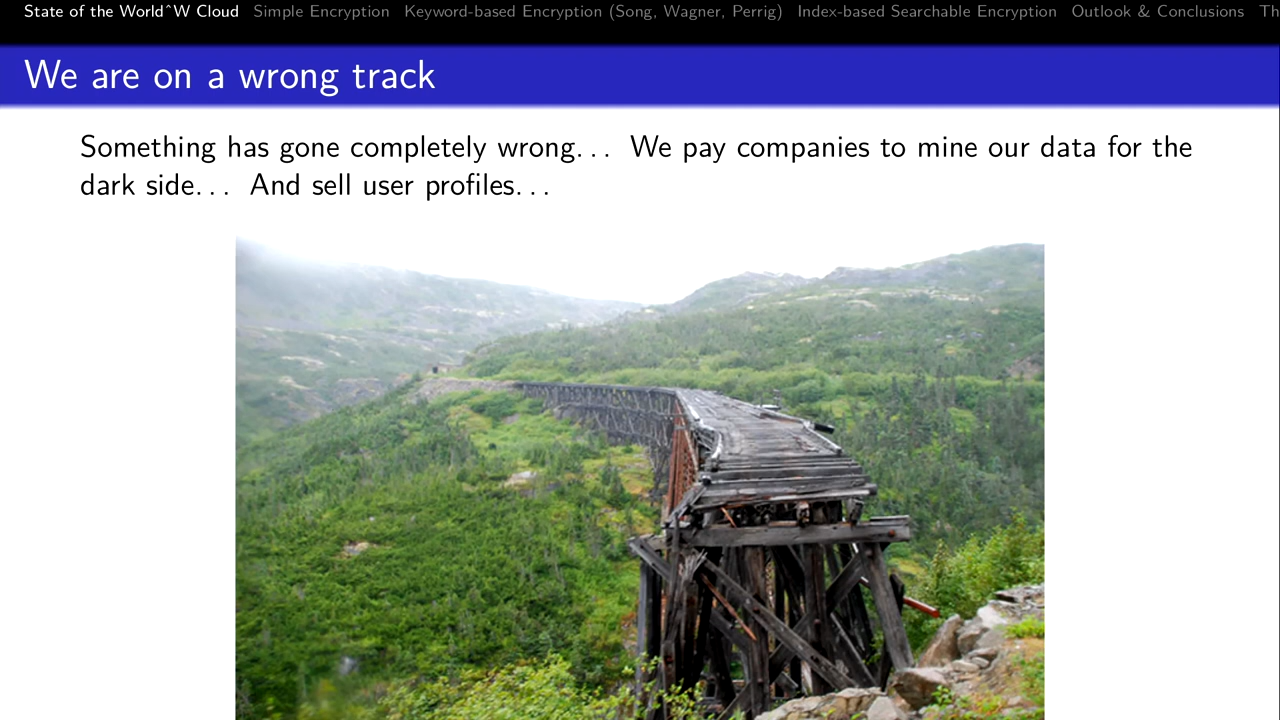 State of the World^W Cloud Simple Encryption Keyword-based Encryption (Song, Wagner, Perrig) Index-based Searchable Encryption Outlook & Conclusions Th
We are on a wrong track
Something has gone completely wrong... We pay companies to mine our data for the
dark side... And sell user profiles...